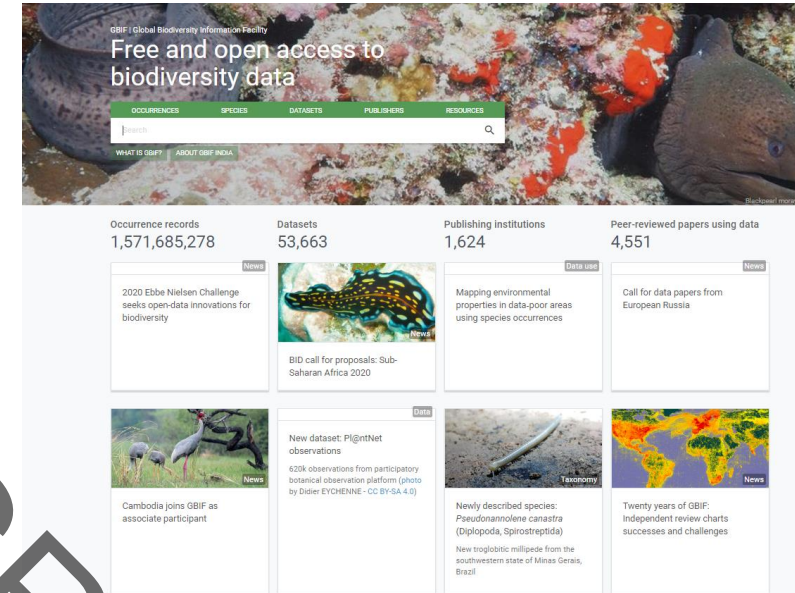 GBIF | Global Biodiversity Information Facility
Free and open access to
biodiversity data
OCCURRENCES SPECIES DATASETS PUBLISHERS RESOURCES
Search
WHAT IS GBIF? ABOUT GBIF INDIA
Occurrence records
1,571,685,278
Datasets
53,663
Publishing institutions
1,624
Peer-reviewed papers using data
4,551
News
2020 Ebbe Nielsen Challenge
seeks open-data innovations for
biodiversity
News
BID call for proposals: Sub-
Saharan Africa 2020
Data use
Mapping environmental
properties in data-poor areas
using species occurrences
News
Call for data papers from
European Russia
News
Cambodia joins GBIF as
associate participant
Data
New dataset: Pl@ntNet
observations
620k observations from participatory
botanical observation platform (photo
by Didier EYCHENNE - CC BY-SA 4.0)
Taxonomy
Newly described species:
Pseudonannolene canastra
(Diplopoda, Spirostreptida)
New troglobitic millipede from the
southwestern state of Minas Gerais,
Brazil
News
Twenty years of GBIF:
Independent review charts
successes and challenges